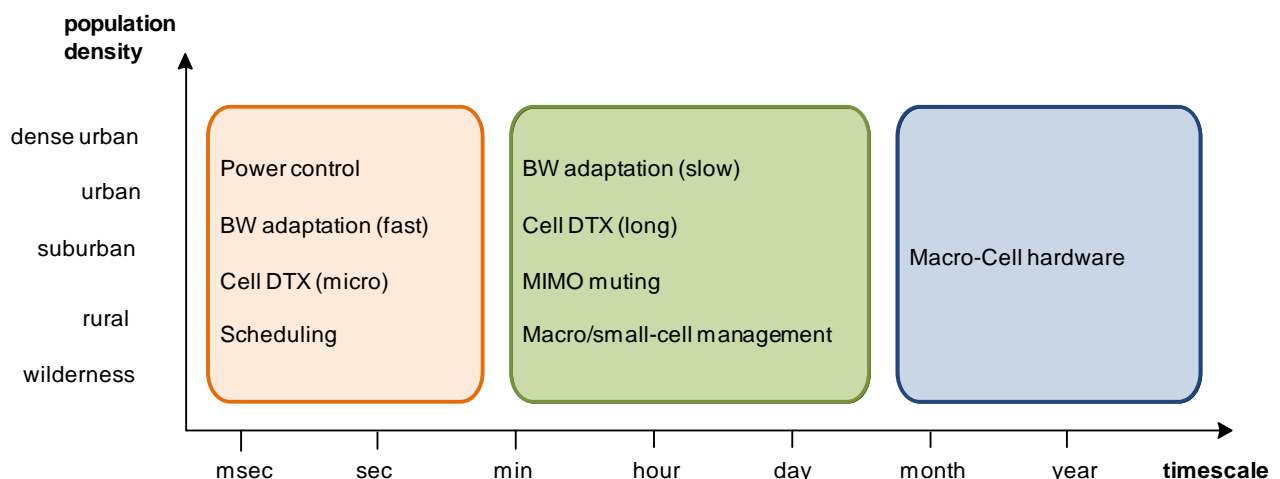 population
density
dense urban
urban
suburban
rural
wilderness
Power control
BW adaptation (fast)
Cell DTX (micro)
Scheduling
BW adaptation (slow)
Cell DTX (long)
MIMO muting
Macro/small-cell management
Macro-Cell hardware
msec sec min hour day month year timescale